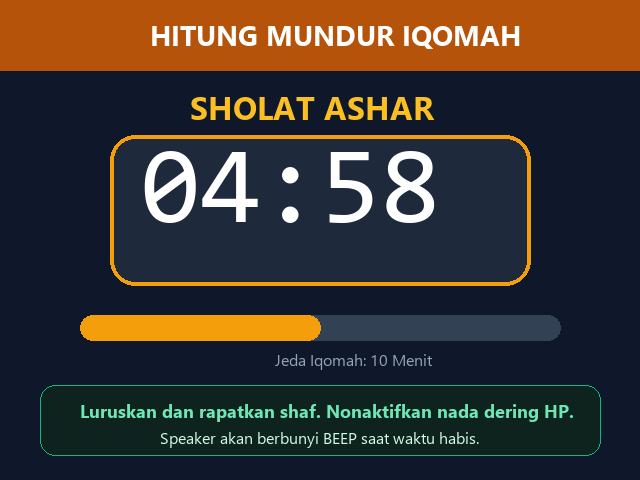 HITUNG MUNDUR IQOMAH
SHOLAT ASHAR
04:58
Jeda Iqomah: 10 Menit
Luruskan dan rapatkan shaf. Nonaktifkan nada dering HP.
Speaker akan berbunyi BEEP saat waktu habis.